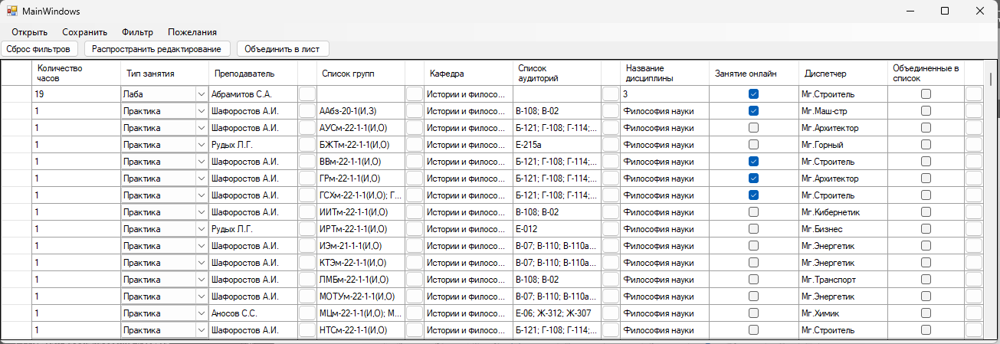 MainWindows
Открыть Сохранить Фильтр Пожелания
Сброс фильтров Распространить редактирование Объединить в лист
Количество часов Тип занятия Преподаватель Список групп Кафедра Список аудиторий Название дисциплины Занятие онлайн Диспетчер Объединенные в список
19 Лаба Абрамитов С.А. Истории и филосо... 3 Мг.Строитель
1 Практика Шафоростов А.И. ААбз-20-1(И,З) Истории и филосо... В-108; В-02 Философия науки Мг.Маш-стр
1 Практика Шафоростов А.И. АУСм-22-1-1(И,О) Истории и филосо... Б-121; Г-108; Г-114;... Философия науки Мг.Архитектор
1 Практика Рудых Л.Г. БЖТм-22-1-1(И,О) Истории и филосо... Е-215а Философия науки Мг.Горный
1 Практика Шафоростов А.И. ВВм-22-1-1(И,О) Истории и филосо... Б-121; Г-108; Г-114;... Философия науки Мг.Строитель
1 Практика Шафоростов А.И. ГРм-22-1-1(И,О) Истории и филосо... Б-121; Г-108; Г-114;... Философия науки Мг.Архитектор
1 Практика Шафоростов А.И. ГСХм-22-1-1(И,О); Г... Истории и филосо... Б-121; Г-108; Г-114;... Философия науки Мг.Строитель
1 Практика Шафоростов А.И. ИИТм-22-1-1(И,О) Истории и филосо... В-108; В-02 Философия науки Мг.Кибернетик
1 Практика Рудых Л.Г. ИРТм-22-1-1(И,О) Истории и филосо... Е-012 Философия науки Мг.Бизнес
1 Практика Шафоростов А.И. ИЭм-21-1-1(И,О) Истории и филосо... В-07; В-110; В-110а... Философия науки Мг.Энергетик
1 Практика Шафоростов А.И. КТЭм-22-1-1(И,О) Истории и филосо... В-07; В-110; В-110а... Философия науки Мг.Энергетик
1 Практика Шафоростов А.И. ЛМБм-22-1-1(И,О) Истории и филосо... В-108; В-02 Философия науки Мг.Транспорт
1 Практика Шафоростов А.И. МОТУм-22-1-1(И,О) Истории и филосо... В-07; В-110; В-110а... Философия науки Мг.Энергетик
1 Практика Аносов С.С. МЦм-22-1-1(И,О); М... Истории и филосо... Е-06; Ж-312; Ж-307 Философия науки Мг.Химик
1 Практика Шафоростов А.И. НТСм-22-1-1(И,О) Истории и филосо... Б-121; Г-108; Г-114;... Философия науки Мг.Строитель